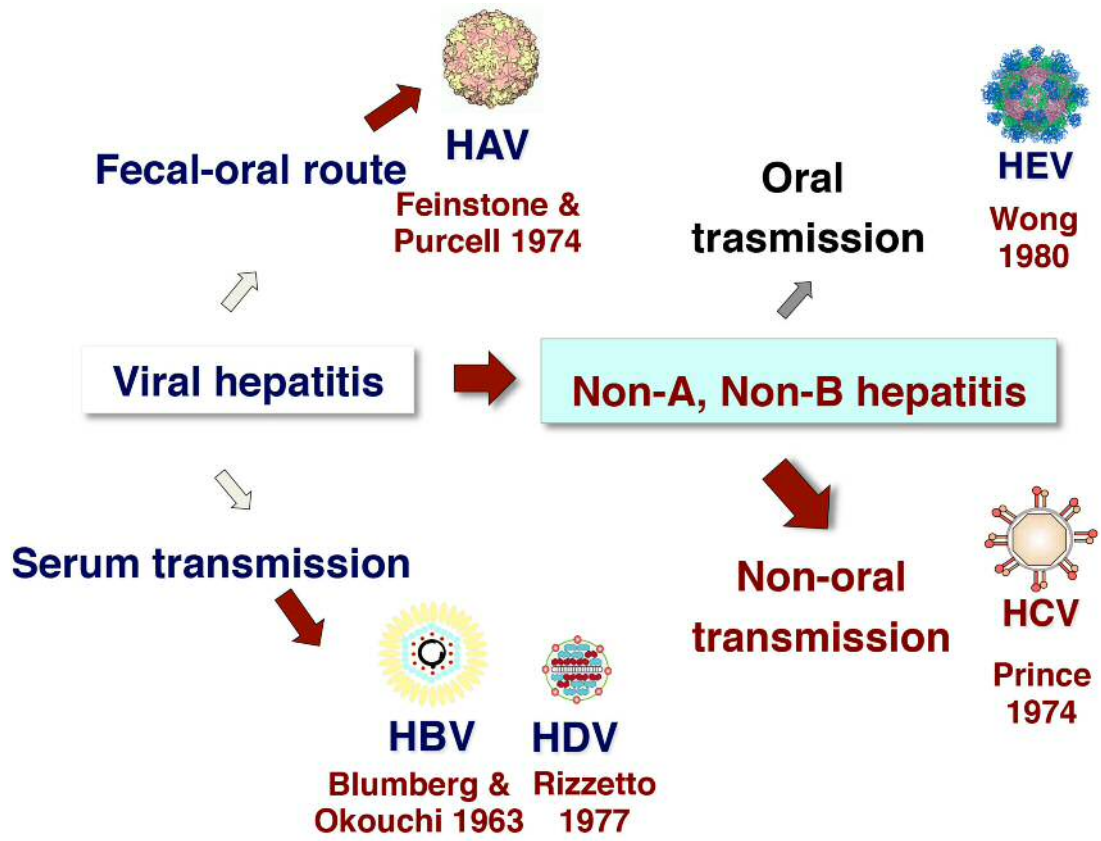 HAV
Fecal-oral route
Feinstone &
Purcell 1974
Oral
trasmission
HEV
Wong
1980
Viral hepatitis
Non-A, Non-B hepatitis
Serum transmission
HBV
Blumberg &
Okouchi 1963
HDV
Rizzetto
1977
Non-oral
transmission
HCV
Prince
1974